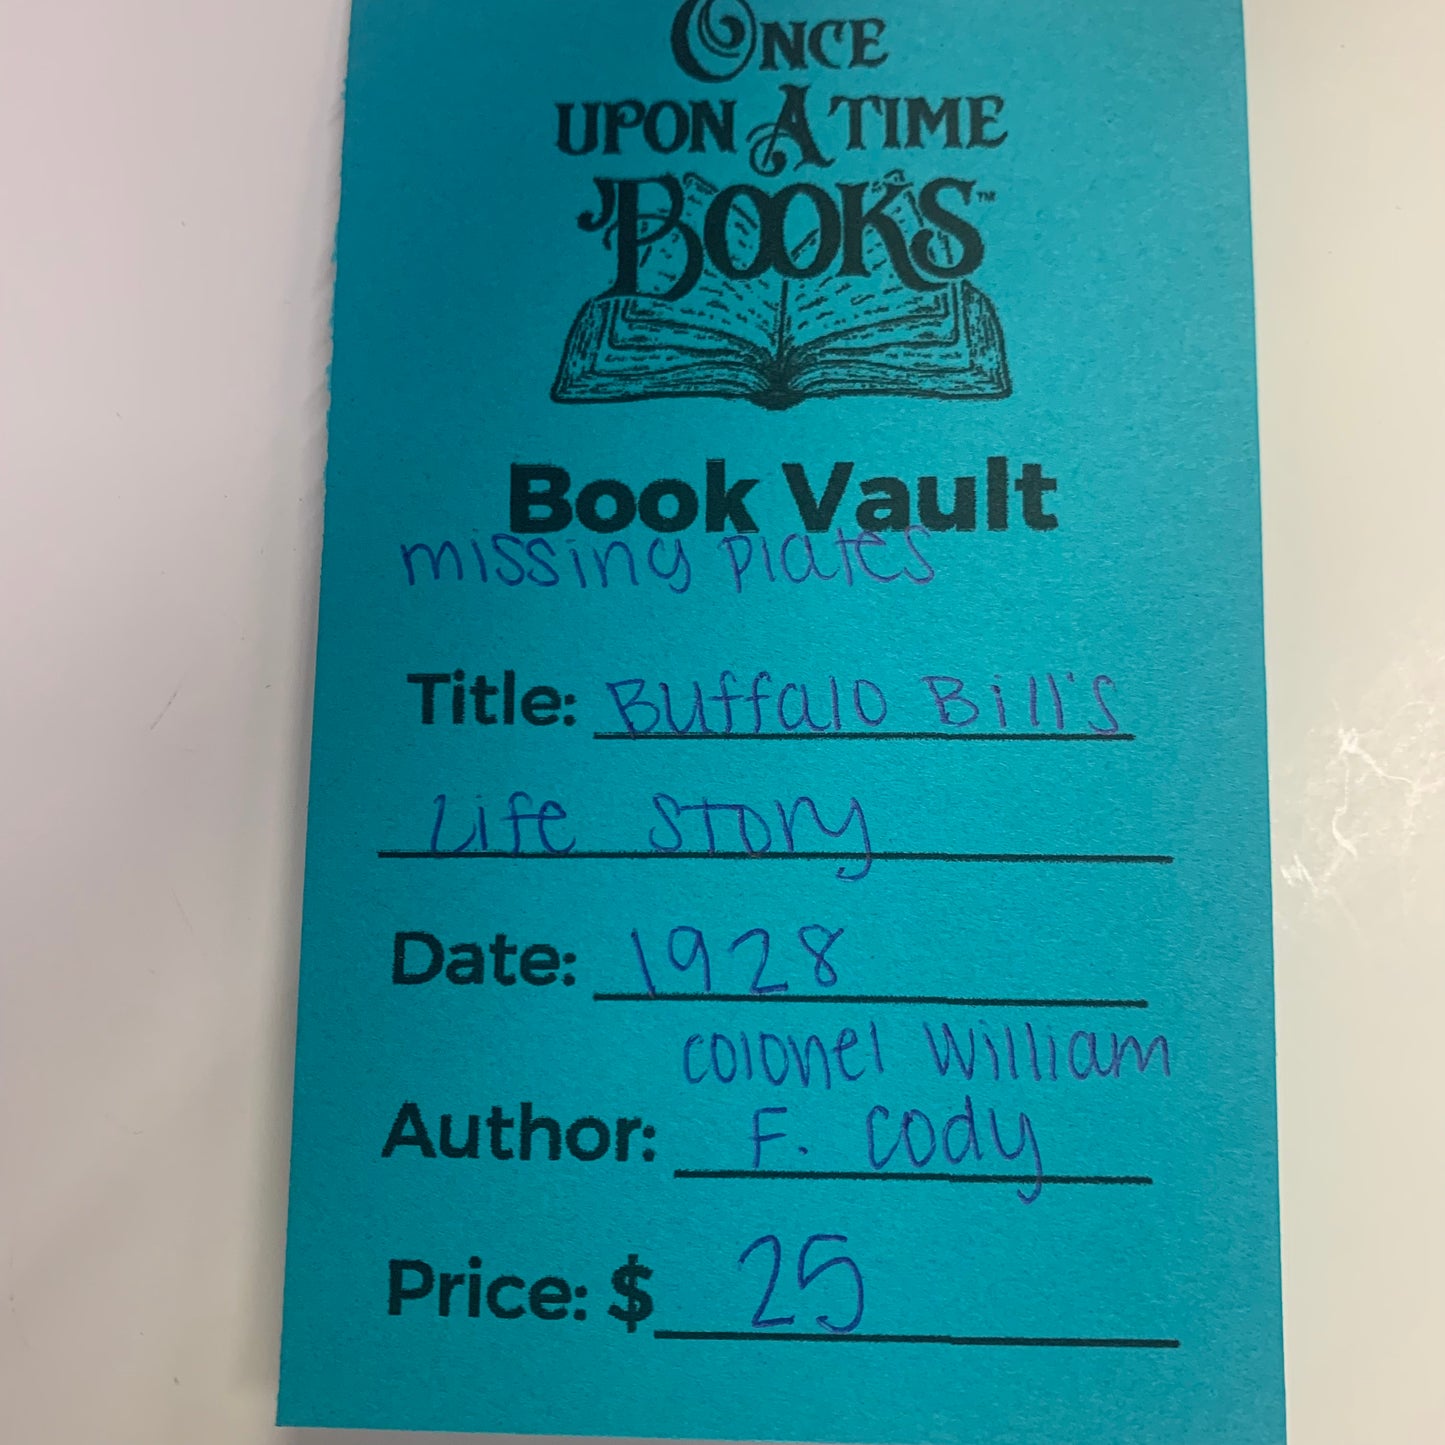 ONCE
UPON A TIME
BOOKS™
Book Vault
missing plates
Title: Buffalo Bill's
Life Story
Date: 1928
colonel William
Author: F. Cody
Price: $ 25